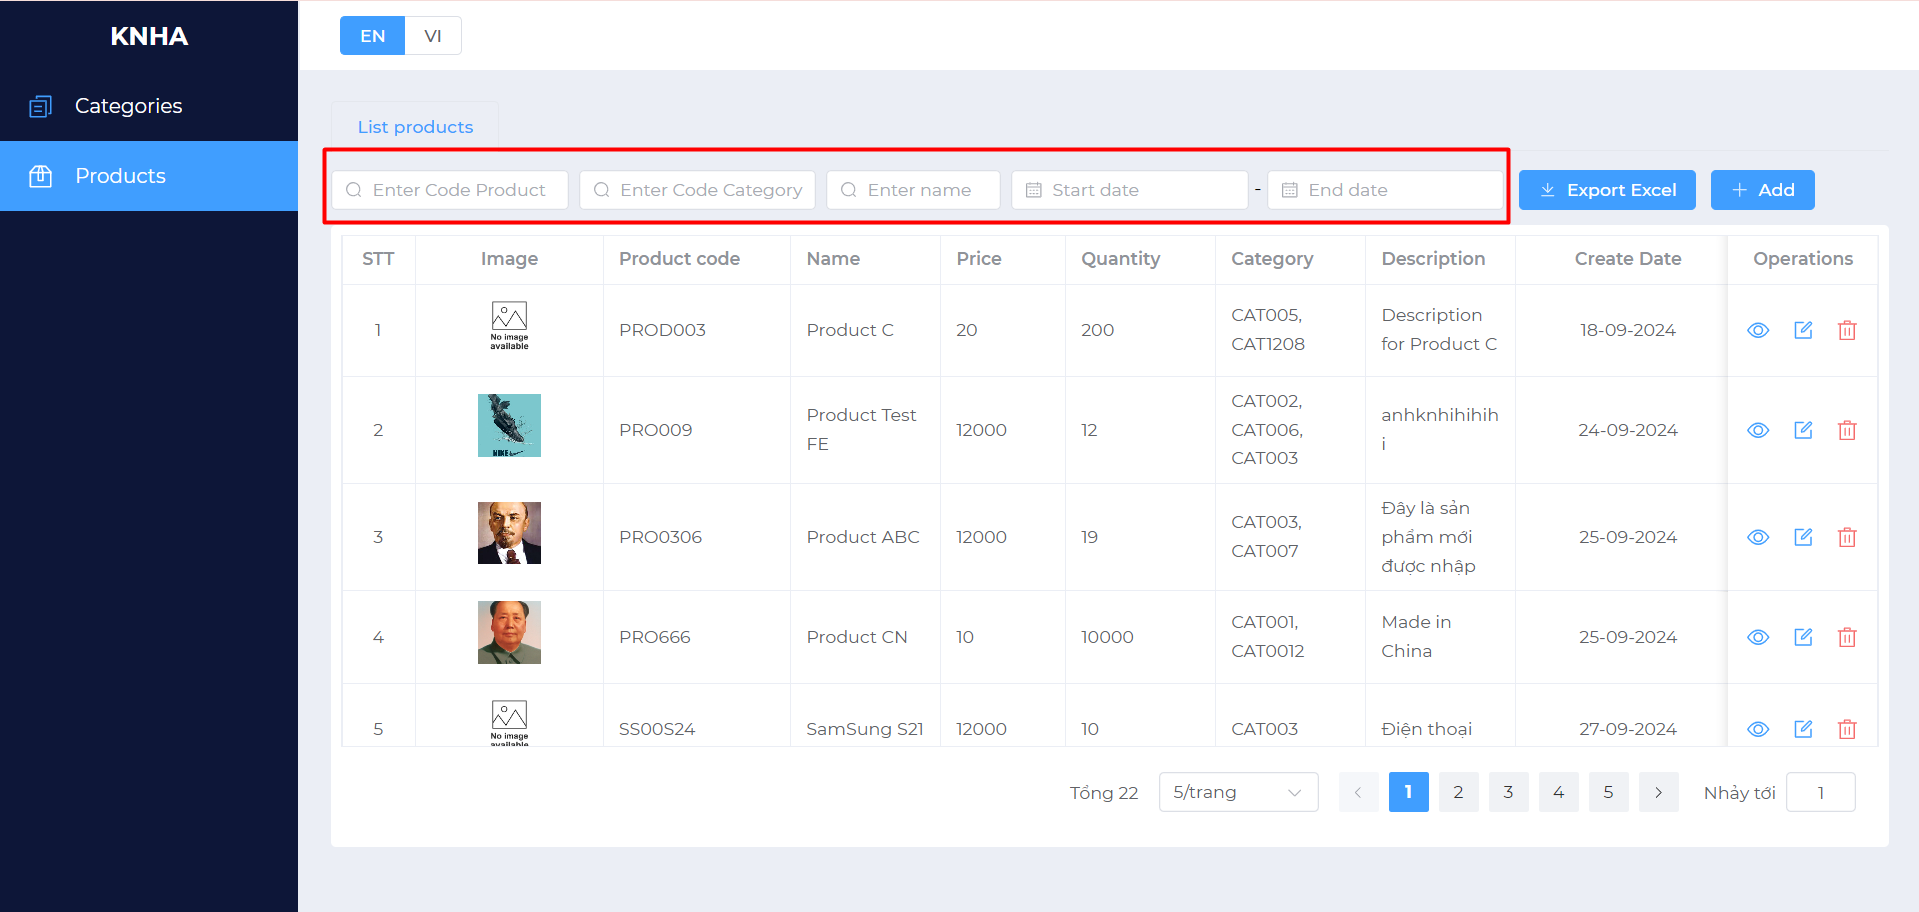 KNHA
EN VI
Categories
Products
List products
Enter Code Product Enter Code Category Enter name Start date - End date Export Excel Add
STT Image Product code Name Price Quantity Category Description Create Date Operations
1 No image available PROD003 Product C 20 200 CAT005, CAT1208 Description for Product C 18-09-2024
2 NIKE PRO009 Product Test FE 12000 12 CAT002, CAT006, CAT003 anhknhihihihi 24-09-2024
3 PRO0306 Product ABC 12000 19 CAT003, CAT007 Đây là sản phẩm mới được nhập 25-09-2024
4 PRO666 Product CN 10 10000 CAT001, CAT0012 Made in China 25-09-2024
5 No image available SS00S24 SamSung S21 12000 10 CAT003 Điện thoại 27-09-2024
Tổng 22 5/trang 1 2 3 4 5 Nhảy tới 1